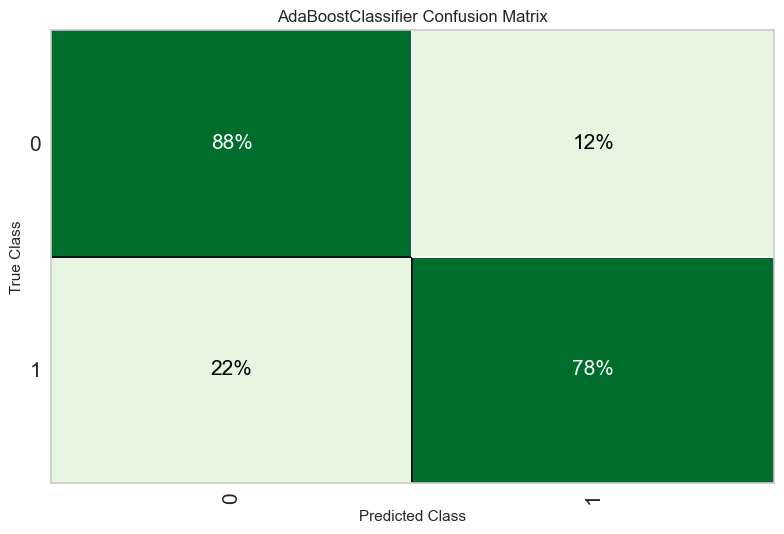 AdaBoostClassifier Confusion Matrix
True Class
0
88%
12%
1
22%
78%
0
1
Predicted Class